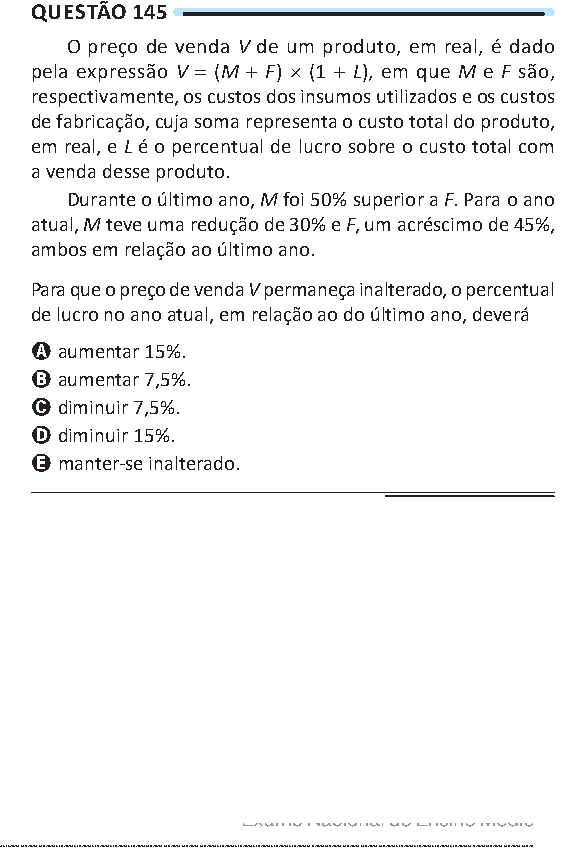 QUESTÃO 145
O preço de venda V de um produto, em real, é dado
pela expressão V = (M + F) × (1 + L), em que M e F são,
respectivamente, os custos dos insumos utilizados e os custos
de fabricação, cuja soma representa o custo total do produto,
em real, e L é o percentual de lucro sobre o custo total com
a venda desse produto.
Durante o último ano, M foi 50% superior a F. Para o ano
atual, M teve uma redução de 30% e F, um acréscimo de 45%,
ambos em relação ao último ano.
Para que o preço de venda V permaneça inalterado, o percentual
de lucro no ano atual, em relação ao do último ano, deverá
A aumentar 15%.
B aumentar 7,5%.
C diminuir 7,5%.
D diminuir 15%.
E manter-se inalterado.
Exame Nacional do Ensino Médio